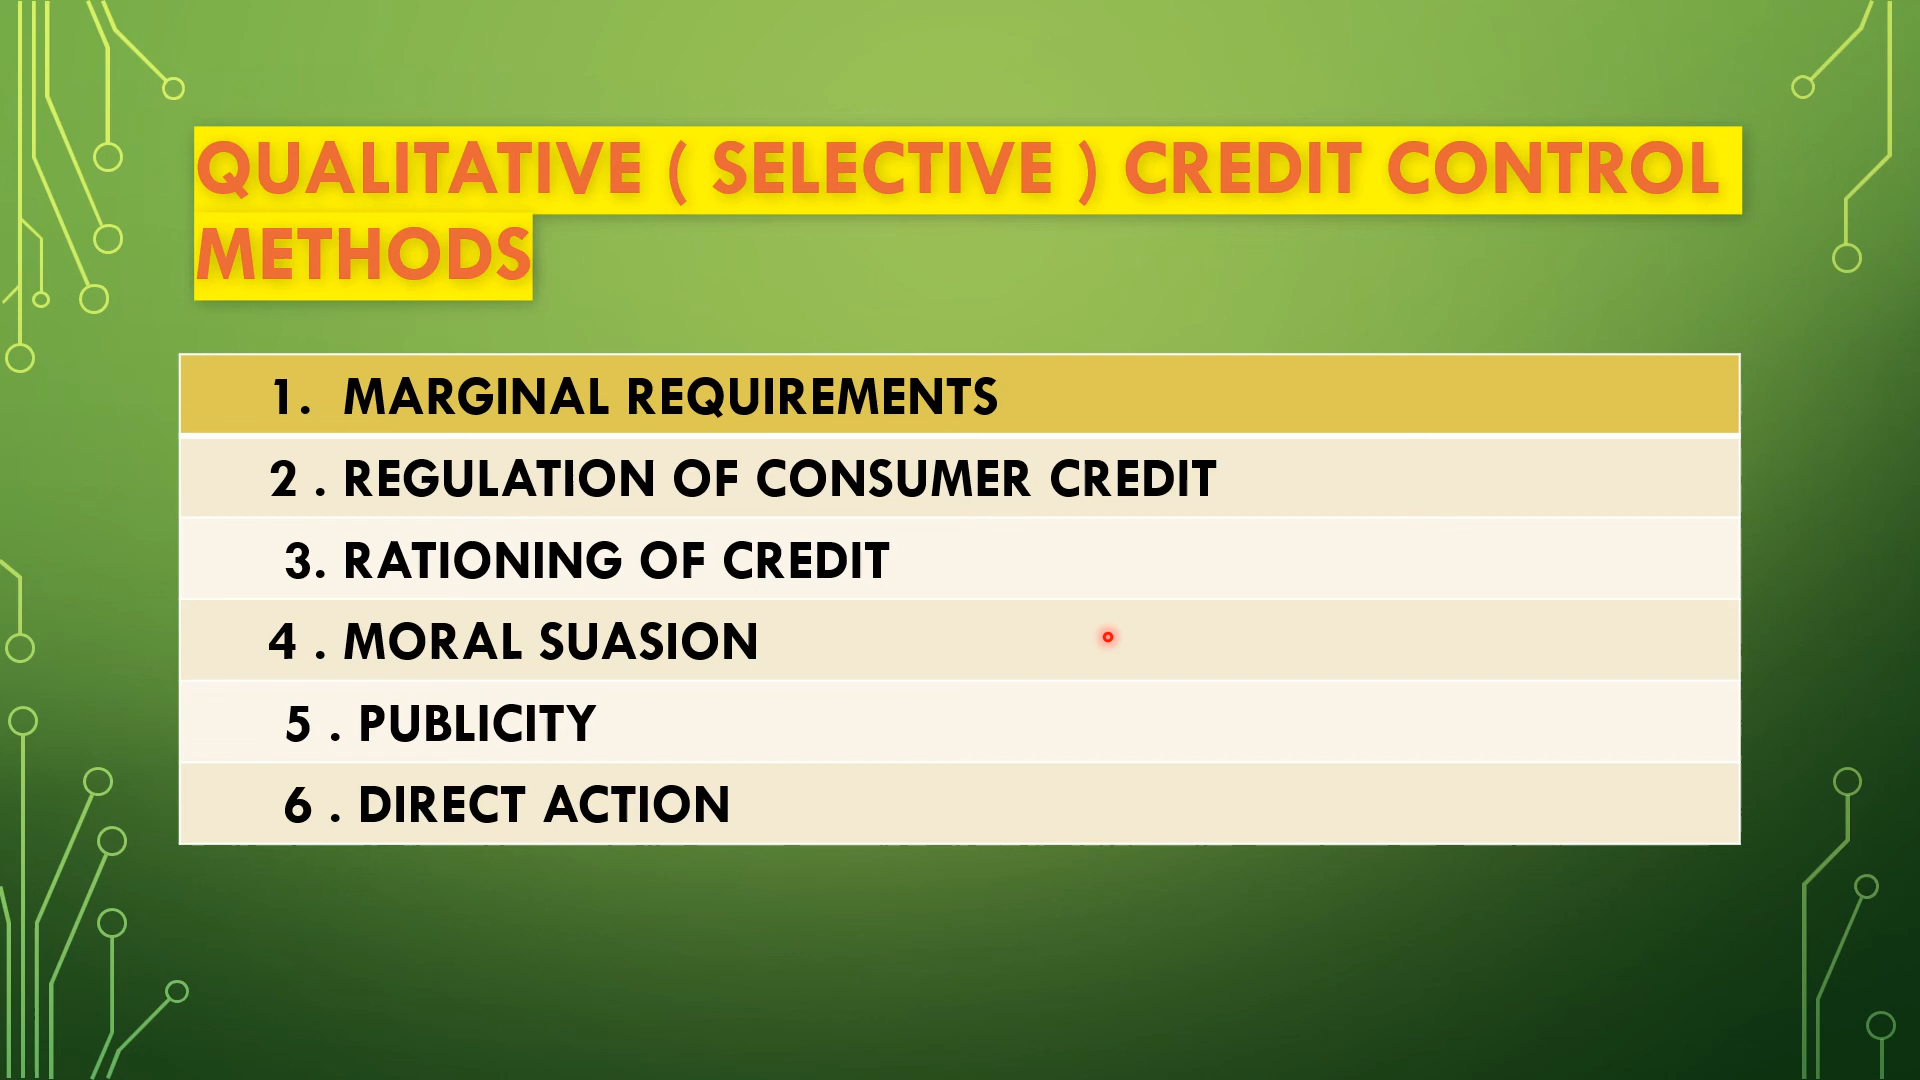 QUALITATIVE ( SELECTIVE ) CREDIT CONTROL
METHODS
1. MARGINAL REQUIREMENTS
2 . REGULATION OF CONSUMER CREDIT
3. RATIONING OF CREDIT
4 . MORAL SUASION
5 . PUBLICITY
6 . DIRECT ACTION